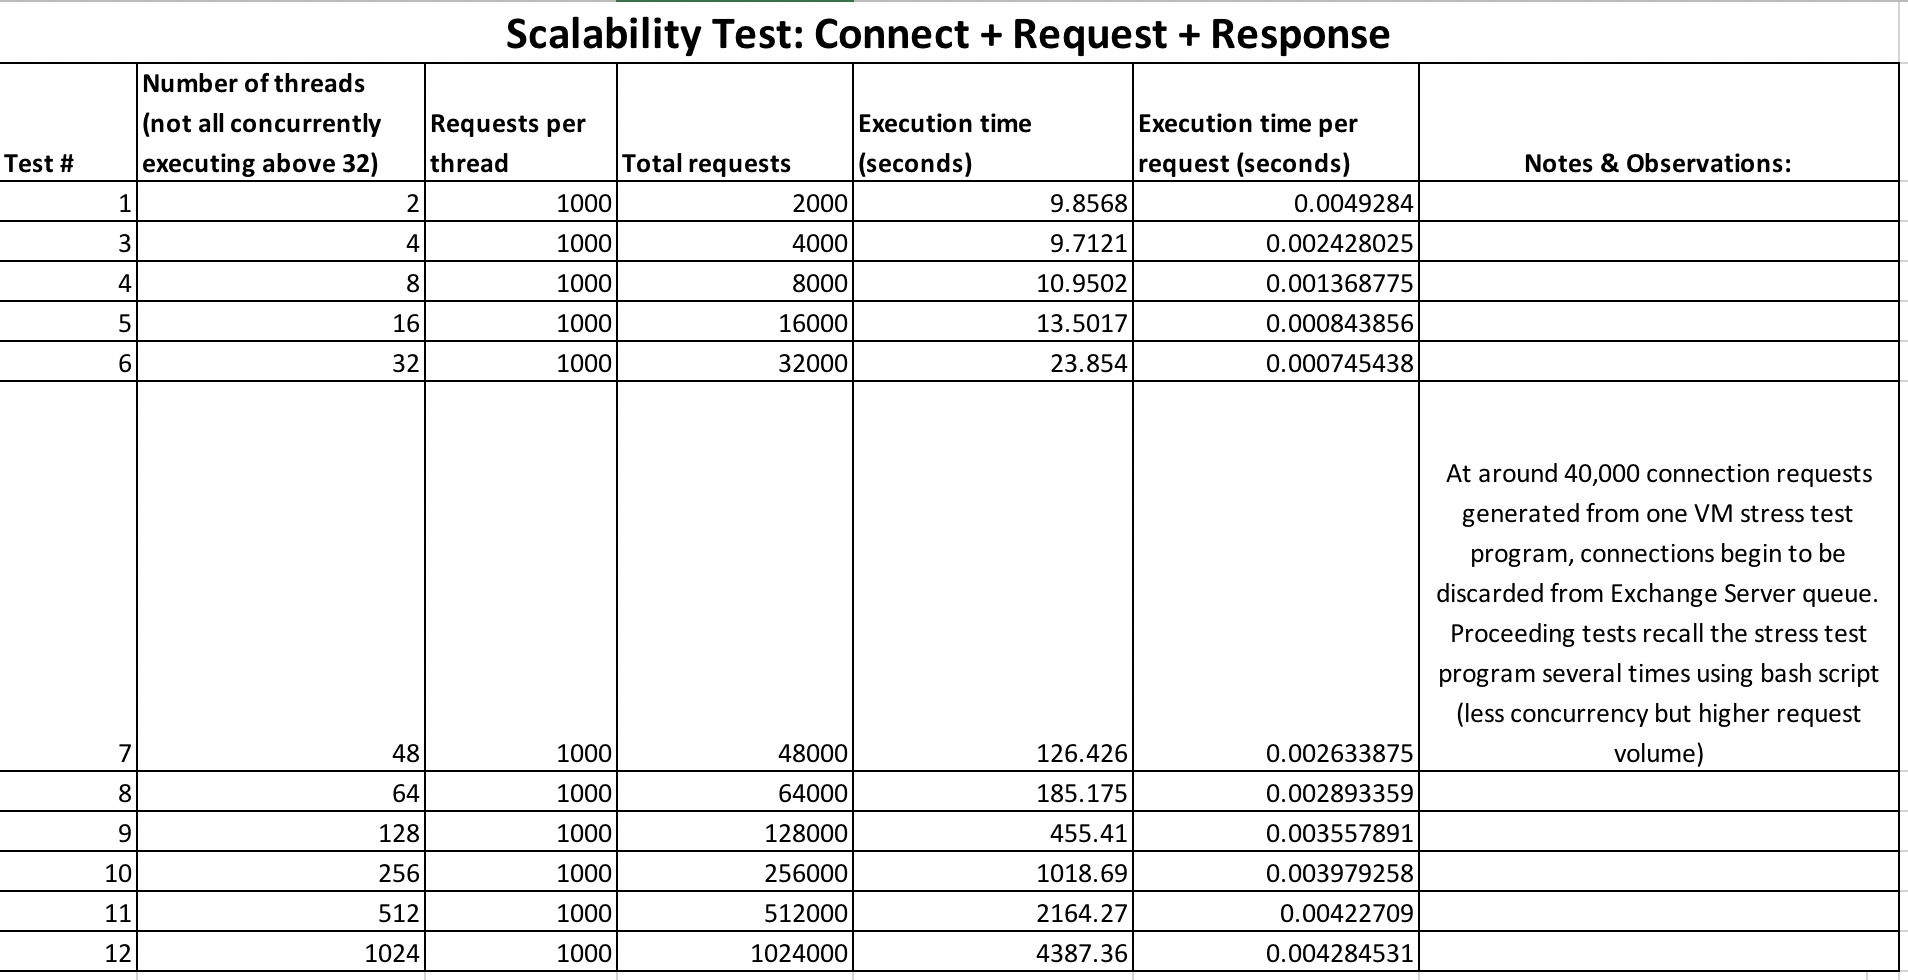 Scalability Test: Connect + Request + Response
Test # Number of threads (not all concurrently executing above 32) Requests per thread Total requests Execution time (seconds) Execution time per request (seconds) Notes & Observations:
1 2 1000 2000 9.8568 0.0049284
3 4 1000 4000 9.7121 0.002428025
4 8 1000 8000 10.9502 0.001368775
5 16 1000 16000 13.5017 0.000843856
6 32 1000 32000 23.854 0.000745438
At around 40,000 connection requests
generated from one VM stress test
program, connections begin to be
discarded from Exchange Server queue.
Proceeding tests recall the stress test
program several times using bash script
(less concurrency but higher request
7 48 1000 48000 126.426 0.002633875 volume)
8 64 1000 64000 185.175 0.002893359
9 128 1000 128000 455.41 0.003557891
10 256 1000 256000 1018.69 0.003979258
11 512 1000 512000 2164.27 0.00422709
12 1024 1000 1024000 4387.36 0.004284531